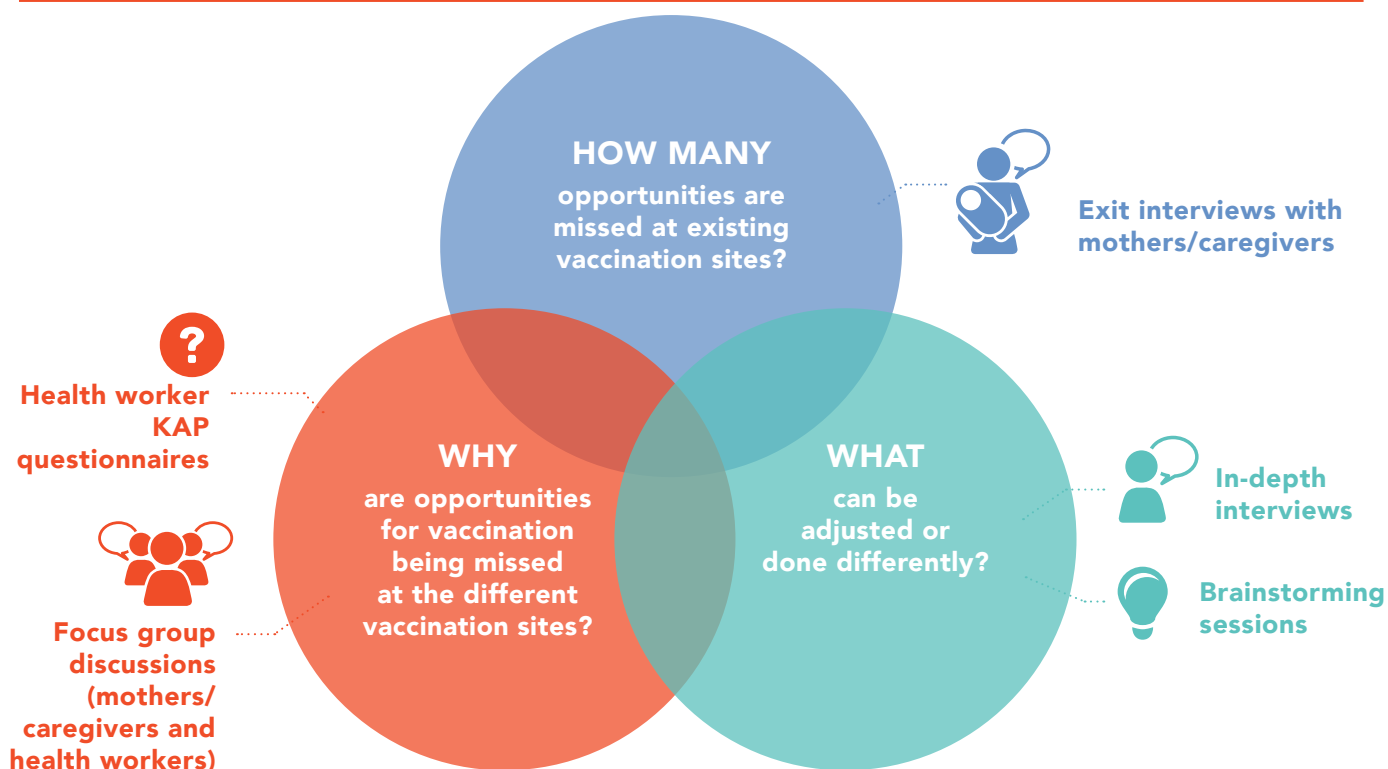 HOW MANY
opportunities are
missed at existing
vaccination sites?
Exit interviews with
mothers/caregivers
?
Health worker
KAP
questionnaires
WHY
are opportunities
for vaccination
being missed
at the different
vaccination sites?
WHAT
can be
adjusted or
done differently?
In-depth
interviews
Brainstorming
sessions
Focus group
discussions
(mothers/
caregivers and
health workers)